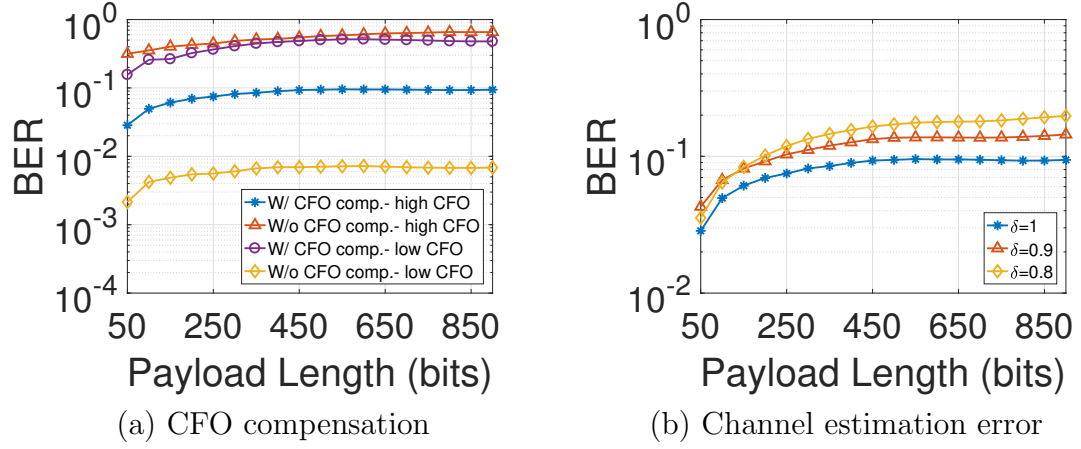 10^0
10^-1
10^-2
10^-3
10^-4
BER
50 250 450 650 850
Payload Length (bits)
W/ CFO comp.- high CFO
W/o CFO comp.- high CFO
W/ CFO comp.- low CFO
W/o CFO comp.- low CFO
(a) CFO compensation
10^0
10^-1
10^-2
BER
50 250 450 650 850
Payload Length (bits)
δ=1
δ=0.9
δ=0.8
(b) Channel estimation error